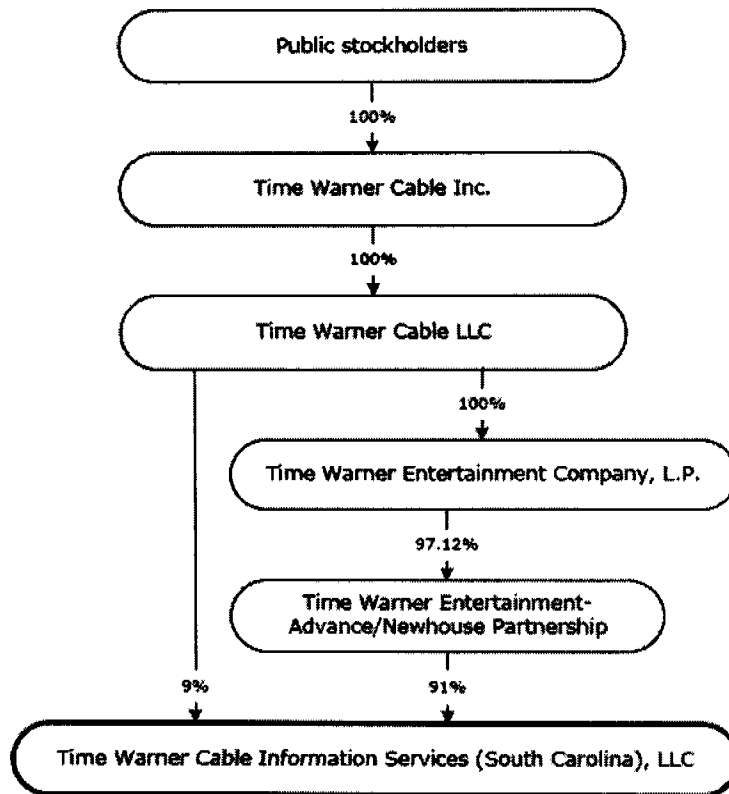 Public stockholders
100%
Time Warner Cable Inc.
100%
Time Warner Cable LLC
100%
Time Warner Entertainment Company, L.P.
97.12%
Time Warner Entertainment-
Advance/Newhouse Partnership
9%
91%
Time Warner Cable Information Services (South Carolina), LLC